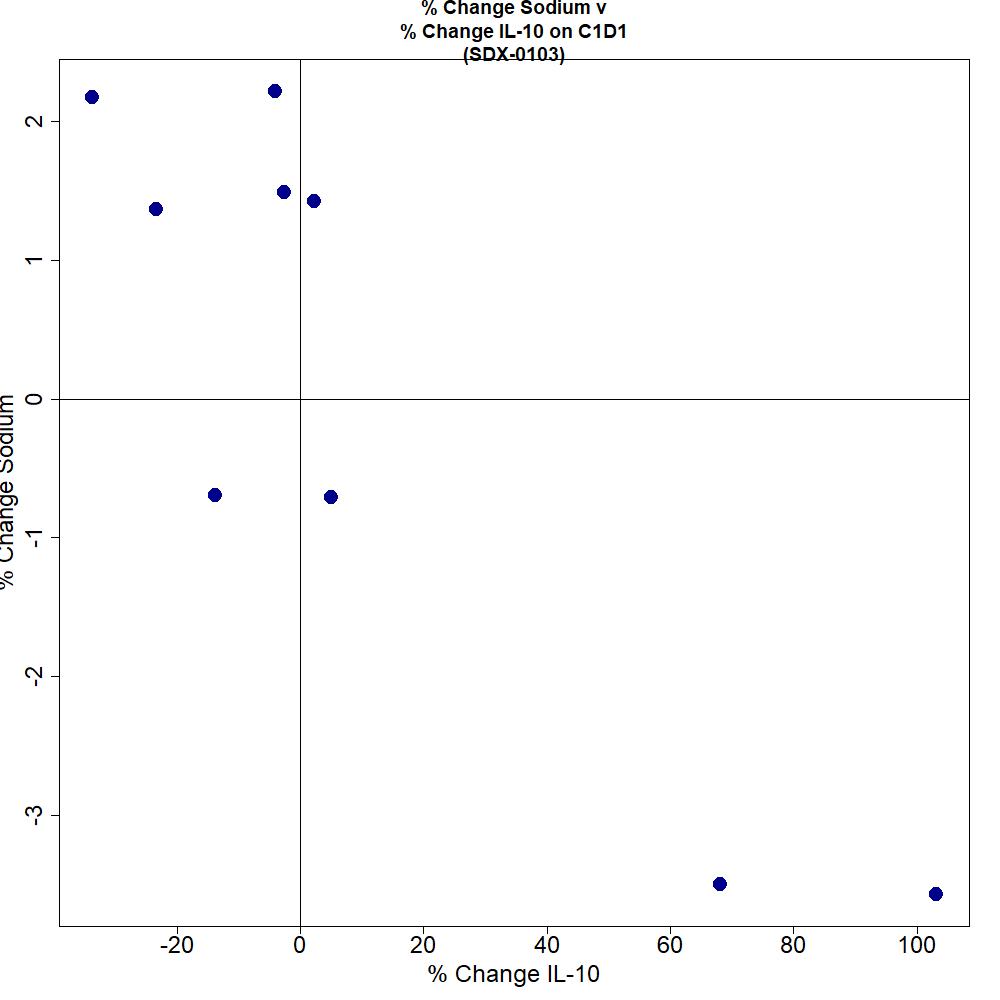 % Change Sodium v
% Change IL-10 on C1D1
(SDX-0103)
2
1
0
-1
-2
-3
% Change Sodium
-20 0 20 40 60 80 100
% Change IL-10